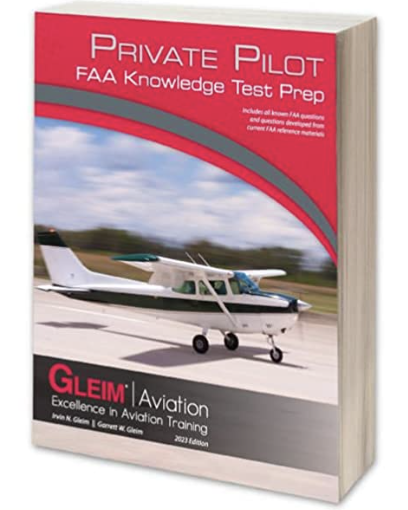 PRIVATE PILOT
FAA Knowledge Test Prep
Includes all known FAA questions
and questions developed from
current FAA reference materials
GLEIM® | Aviation
Excellence in Aviation Training
Irvin N. Gleim || Garrett W. Gleim
2023 Edition